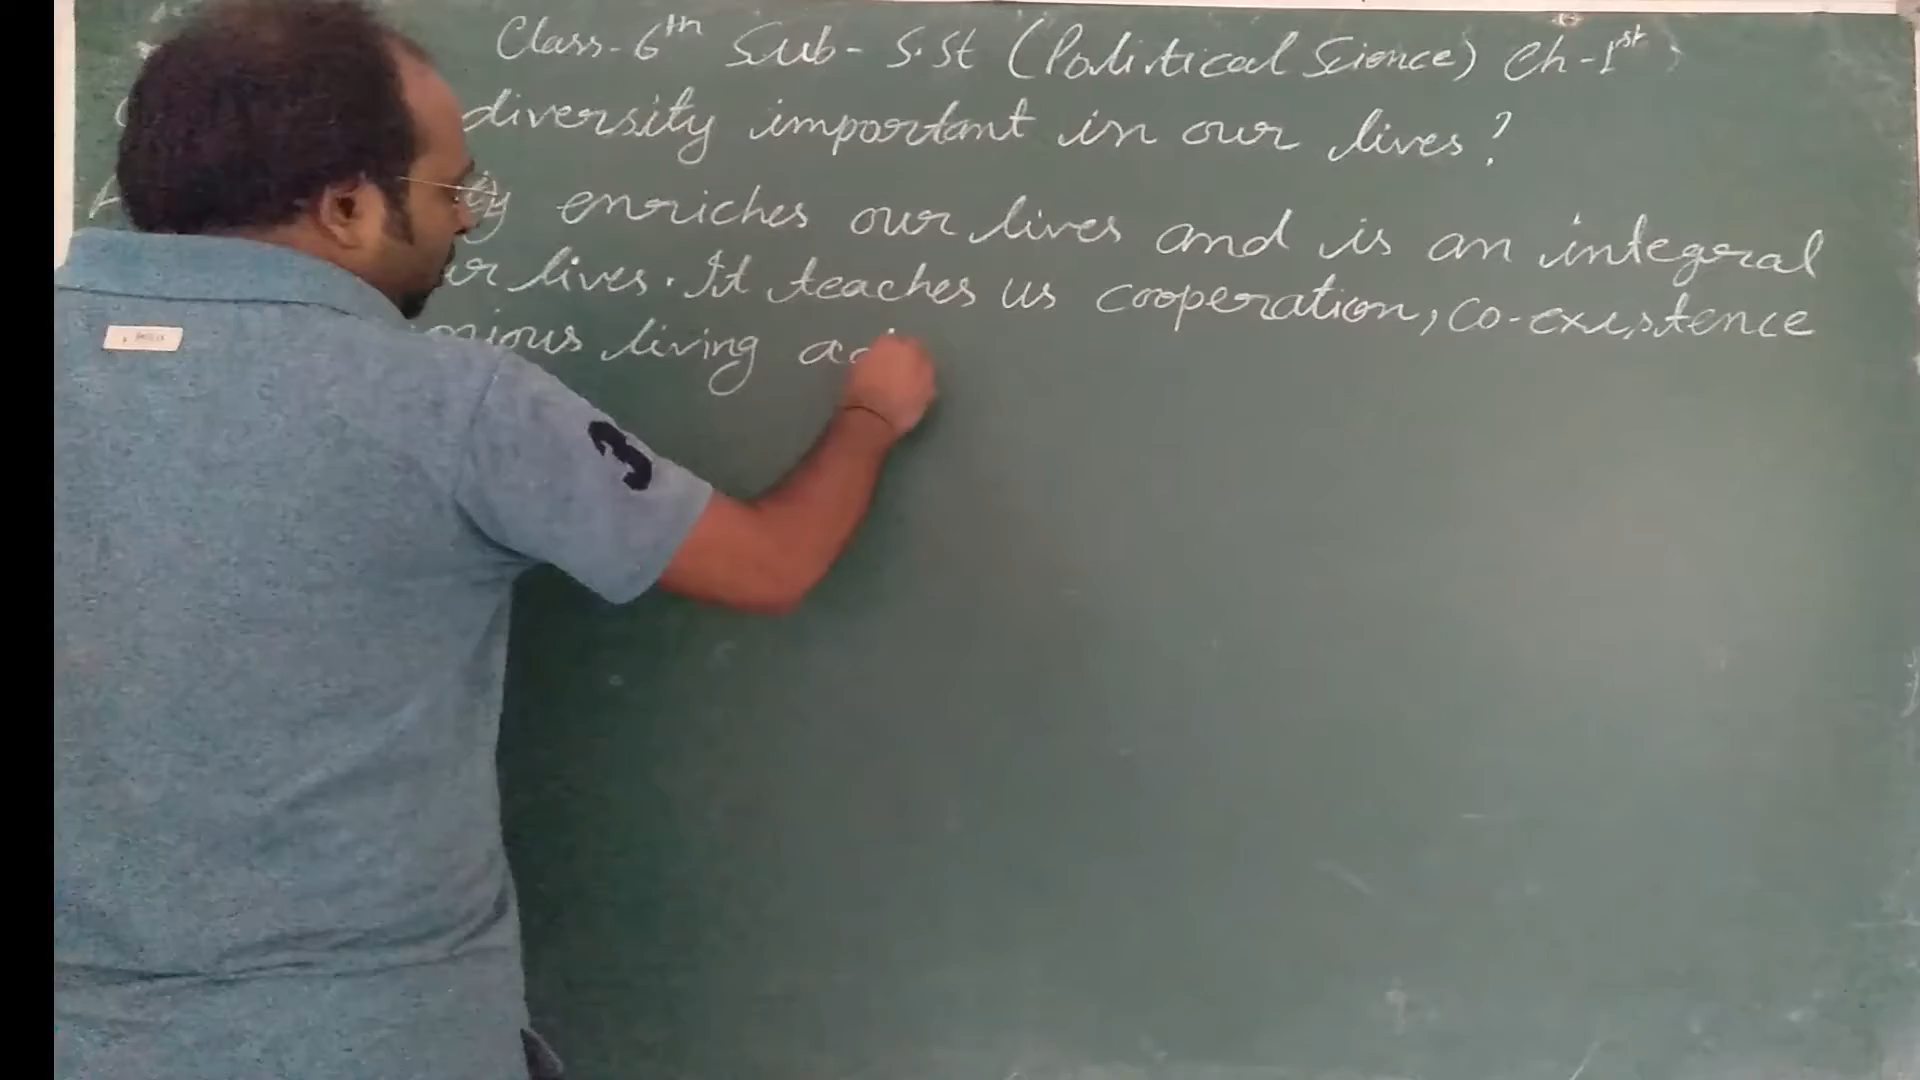 Class-6th Sub- S.St (Political Science) Ch-1st
diversity important in our lives?
enriches our lives and is an integral
lives. It teaches us cooperation, co-existence
living
3